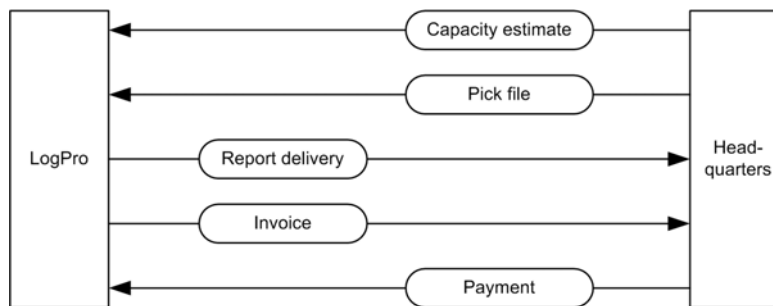 Capacity estimate
Pick file
LogPro
Report delivery
Head-
quarters
Invoice
Payment